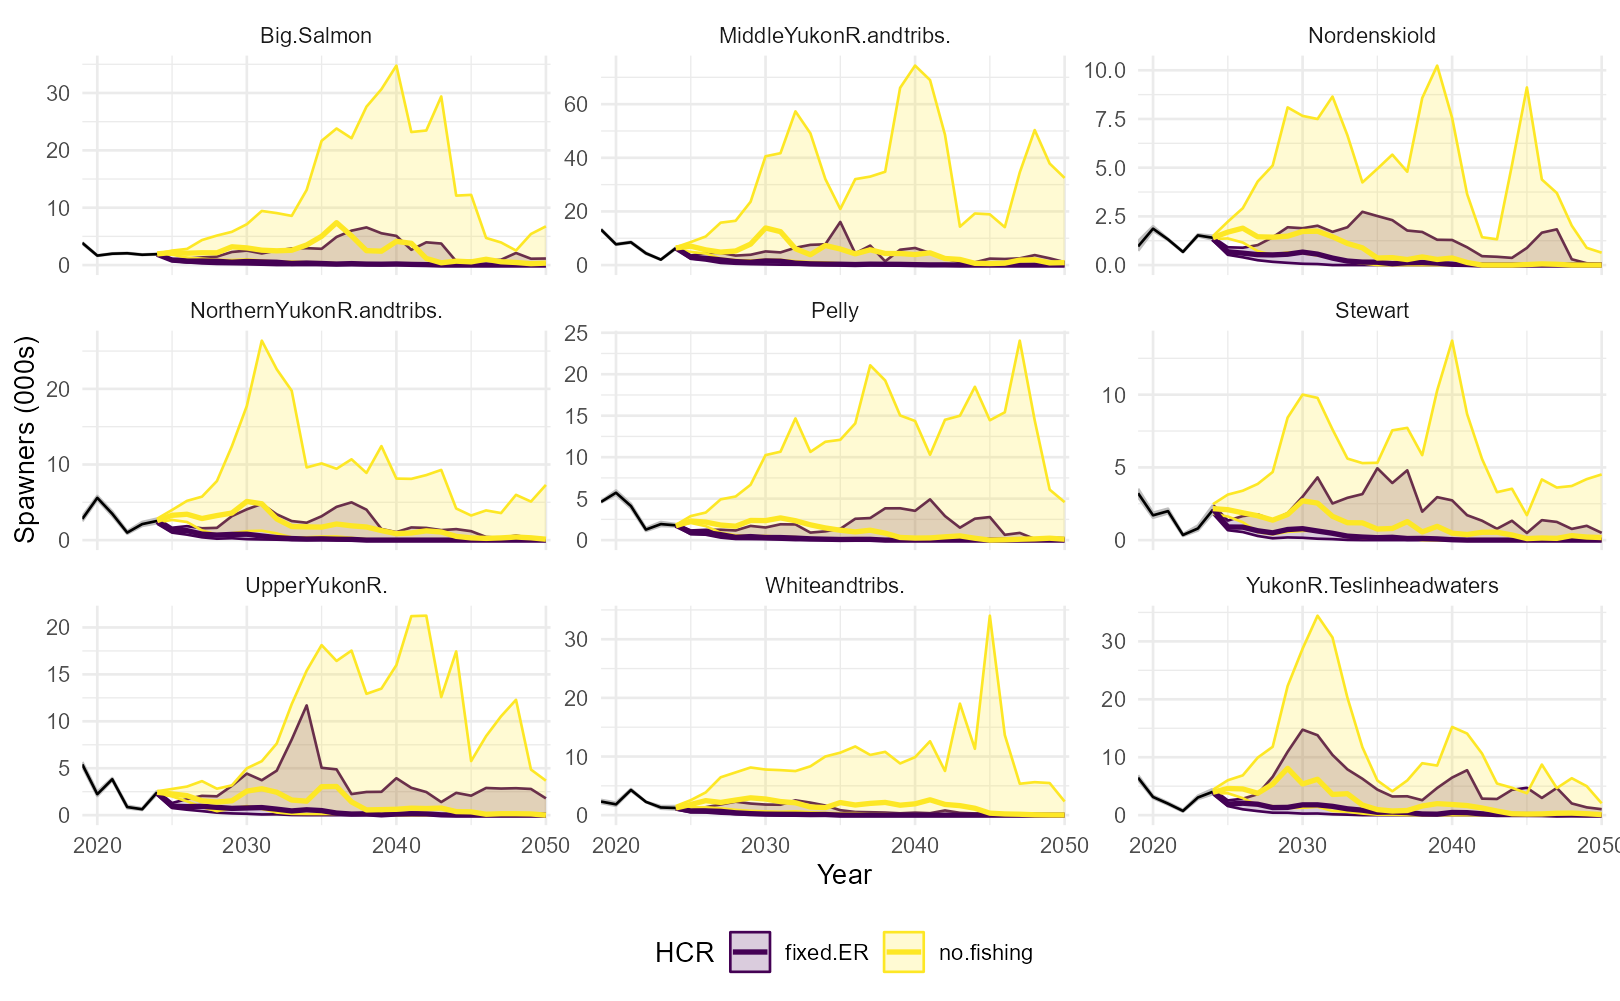 Big.Salmon
MiddleYukonR.andtribs.
Nordenskiold
30
20
10
0
60
40
20
0
10.0
7.5
5.0
2.5
0.0
NorthernYukonR.andtribs.
Pelly
Stewart
Spawners (000s)
20
10
0
25
20
15
10
5
0
10
5
0
UpperYukonR.
Whiteandtribs.
YukonR.Teslinheadwaters
20
15
10
5
0
30
20
10
0
30
20
10
0
2020 2030 2040 2050
2020 2030 2040 2050
2020 2030 2040 2050
Year
HCR fixed.ER no.fishing